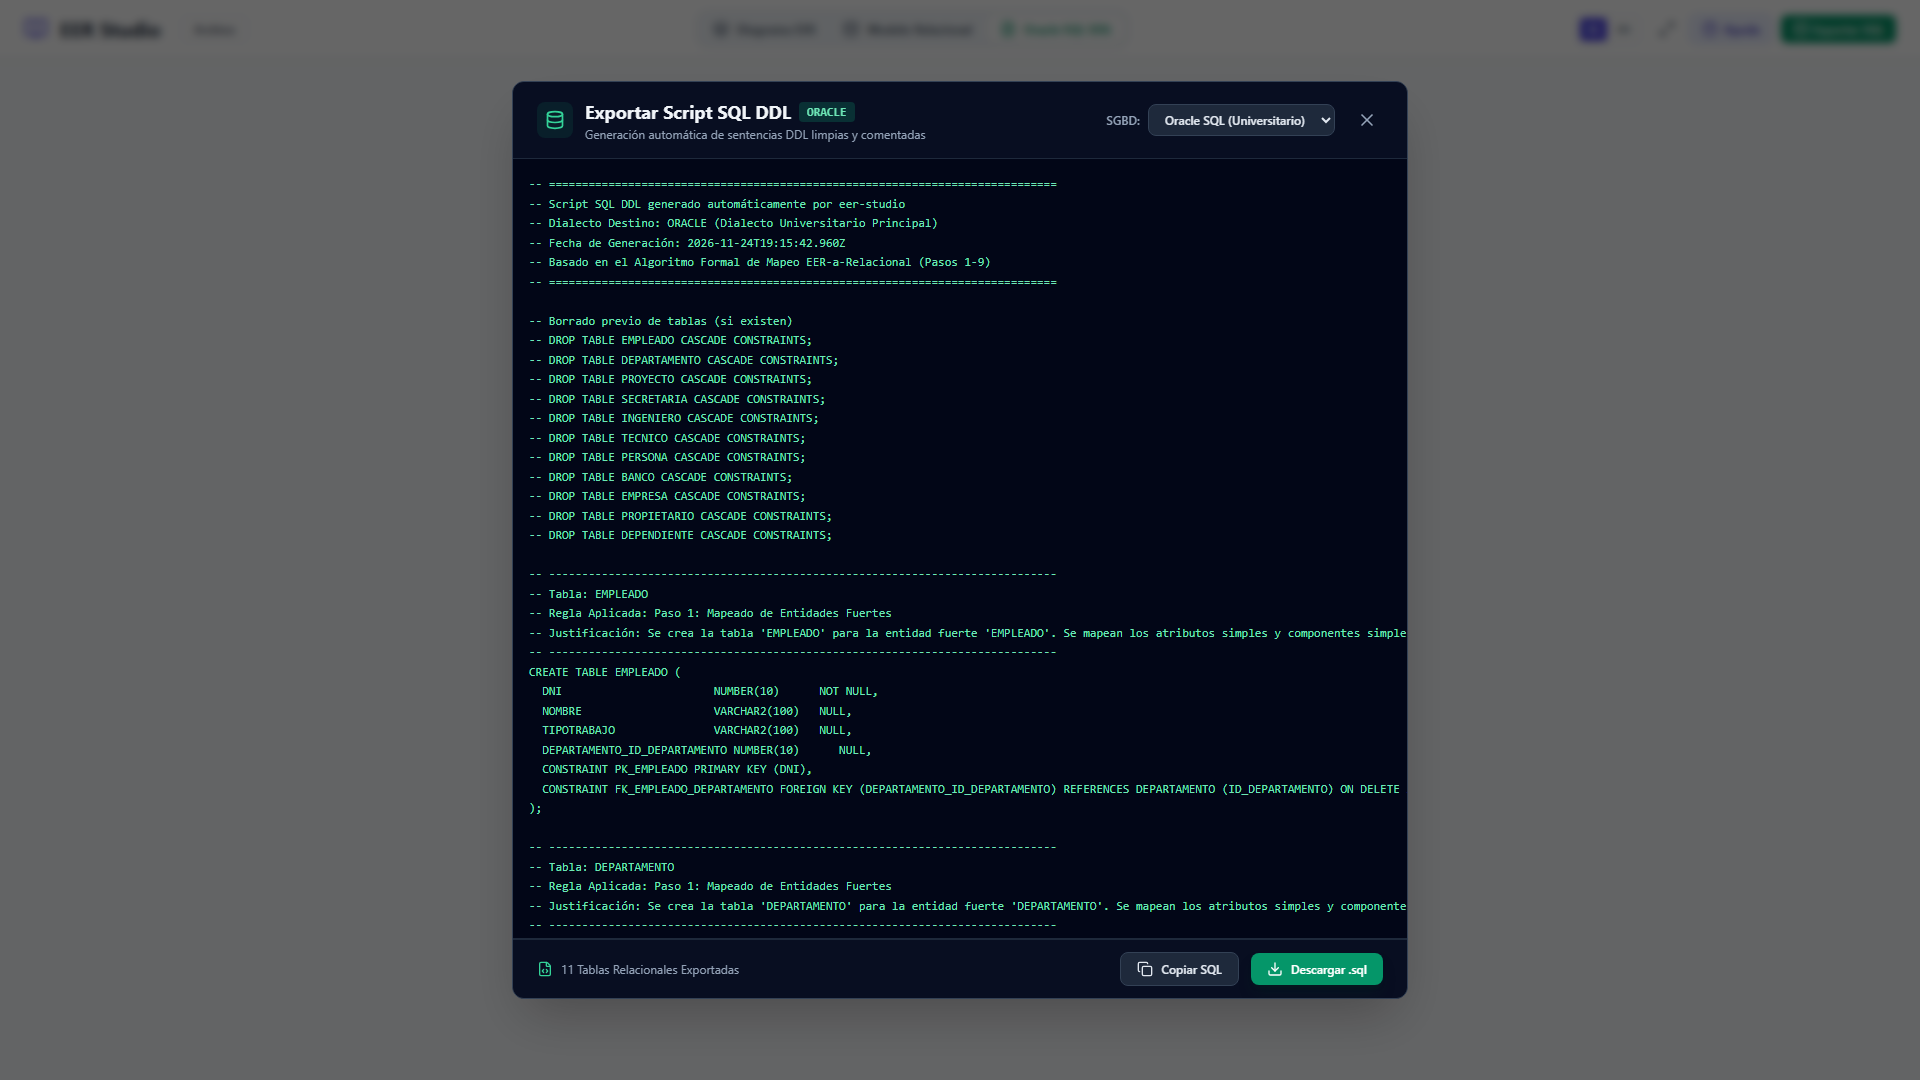 EER Studio
Exportar Script SQL DDL ORACLE
Generación automática de sentencias DDL limpias y comentadas
SGBD: Oracle SQL (Universitario)
-- =============================================================================
-- Script SQL DDL generado automáticamente por eer-studio
-- Dialecto Destino: ORACLE (Dialecto Universitario Principal)
-- Fecha de Generación: 2026-11-24T19:15:42.960Z
-- Basado en el Algoritmo Formal de Mapeo EER-a-Relacional (Pasos 1-9)
-- =============================================================================
-- Borrado previo de tablas (si existen)
-- DROP TABLE EMPLEADO CASCADE CONSTRAINTS;
-- DROP TABLE DEPARTAMENTO CASCADE CONSTRAINTS;
-- DROP TABLE PROYECTO CASCADE CONSTRAINTS;
-- DROP TABLE SECRETARIA CASCADE CONSTRAINTS;
-- DROP TABLE INGENIERO CASCADE CONSTRAINTS;
-- DROP TABLE TECNICO CASCADE CONSTRAINTS;
-- DROP TABLE PERSONA CASCADE CONSTRAINTS;
-- DROP TABLE BANCO CASCADE CONSTRAINTS;
-- DROP TABLE EMPRESA CASCADE CONSTRAINTS;
-- DROP TABLE PROPIETARIO CASCADE CONSTRAINTS;
-- DROP TABLE DEPENDIENTE CASCADE CONSTRAINTS;
-- -----------------------------------------------------------------------------
-- Tabla: EMPLEADO
-- Regla Aplicada: Paso 1: Mapeado de Entidades Fuertes
-- Justificación: Se crea la tabla 'EMPLEADO' para la entidad fuerte 'EMPLEADO'. Se mapean los atributos simples y componentes simple
-- -----------------------------------------------------------------------------
CREATE TABLE EMPLEADO (
DNI NUMBER(10) NOT NULL,
NOMBRE VARCHAR2(100) NULL,
TIPOTRABAJO VARCHAR2(100) NULL,
DEPARTAMENTO_ID_DEPARTAMENTO NUMBER(10) NULL,
CONSTRAINT PK_EMPLEADO PRIMARY KEY (DNI),
CONSTRAINT FK_EMPLEADO_DEPARTAMENTO FOREIGN KEY (DEPARTAMENTO_ID_DEPARTAMENTO) REFERENCES DEPARTAMENTO (ID_DEPARTAMENTO) ON DELETE
);
-- -----------------------------------------------------------------------------
-- Tabla: DEPARTAMENTO
-- Regla Aplicada: Paso 1: Mapeado de Entidades Fuertes
-- Justificación: Se crea la tabla 'DEPARTAMENTO' para la entidad fuerte 'DEPARTAMENTO'. Se mapean los atributos simples y componente
-- -----------------------------------------------------------------------------
11 Tablas Relacionales Exportadas
Copiar SQL
Descargar .sql